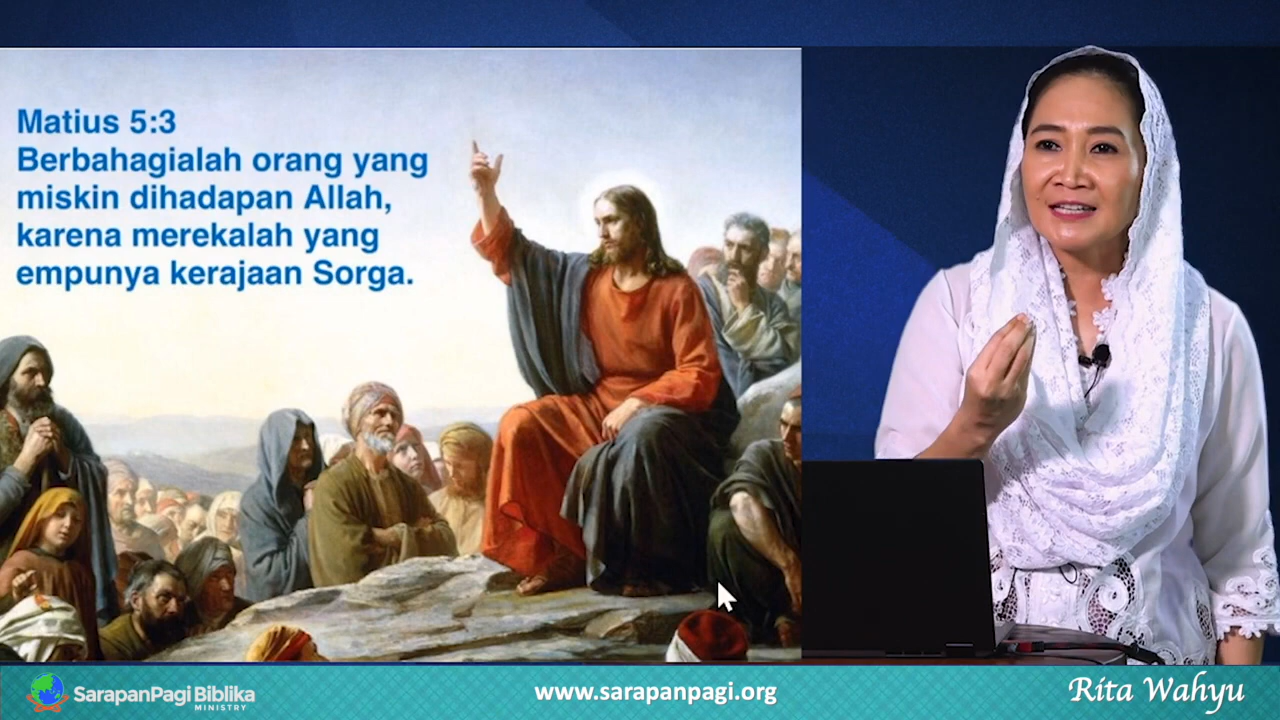 Matius 5:3
Berbahagialah orang yang
miskin dihadapan Allah,
karena merekalah yang
empunya kerajaan Sorga.
SarapanPagi Biblika
MINISTRY
www.sarapanpagi.org
Rita Wahyu